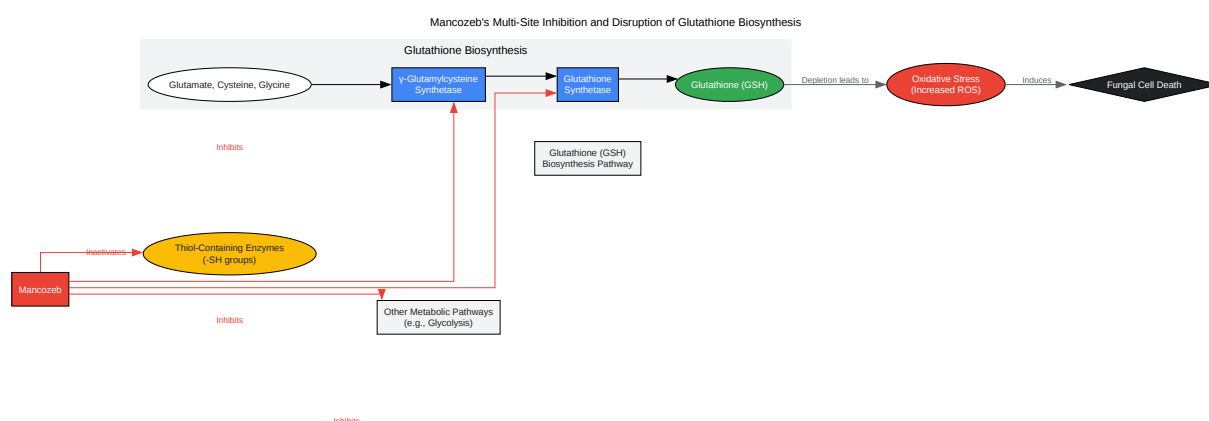 Mancozeb's Multi-Site Inhibition and Disruption of Glutathione Biosynthesis
Glutathione Biosynthesis
Glutamate, Cysteine, Glycine
γ-Glutamylcysteine
Synthetase
Glutathione
Synthetase
Glutathione (GSH)
Depletion leads to
Oxidative Stress
(Increased ROS)
Induces
Fungal Cell Death
Inhibits
Glutathione (GSH)
Biosynthesis Pathway
Inactivates
Thiol-Containing Enzymes
(-SH groups)
Mancozeb
Other Metabolic Pathways
(e.g., Glycolysis)
Inhibits
Inhibits